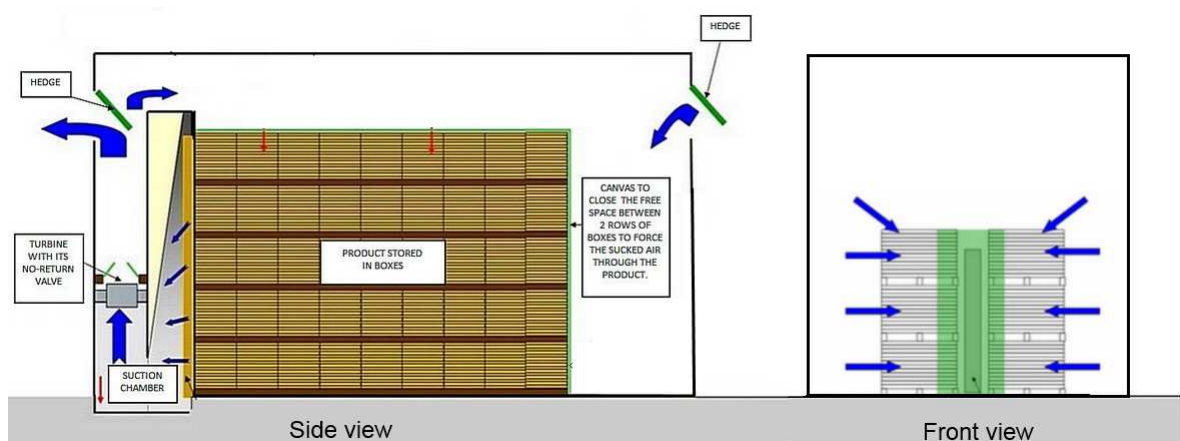 HEDGE
HEDGE
TURBINE
WITH ITS
NO-RETURN
VALVE
SUCTION
CHAMBER
PRODUCT STORED
IN BOXES
CANVAS TO
CLOSE THE FREE
SPACE BETWEEN
2 ROWS OF
BOXES TO FORCE
THE SUCKED AIR
THROUGH THE
PRODUCT.
Side view
Front view